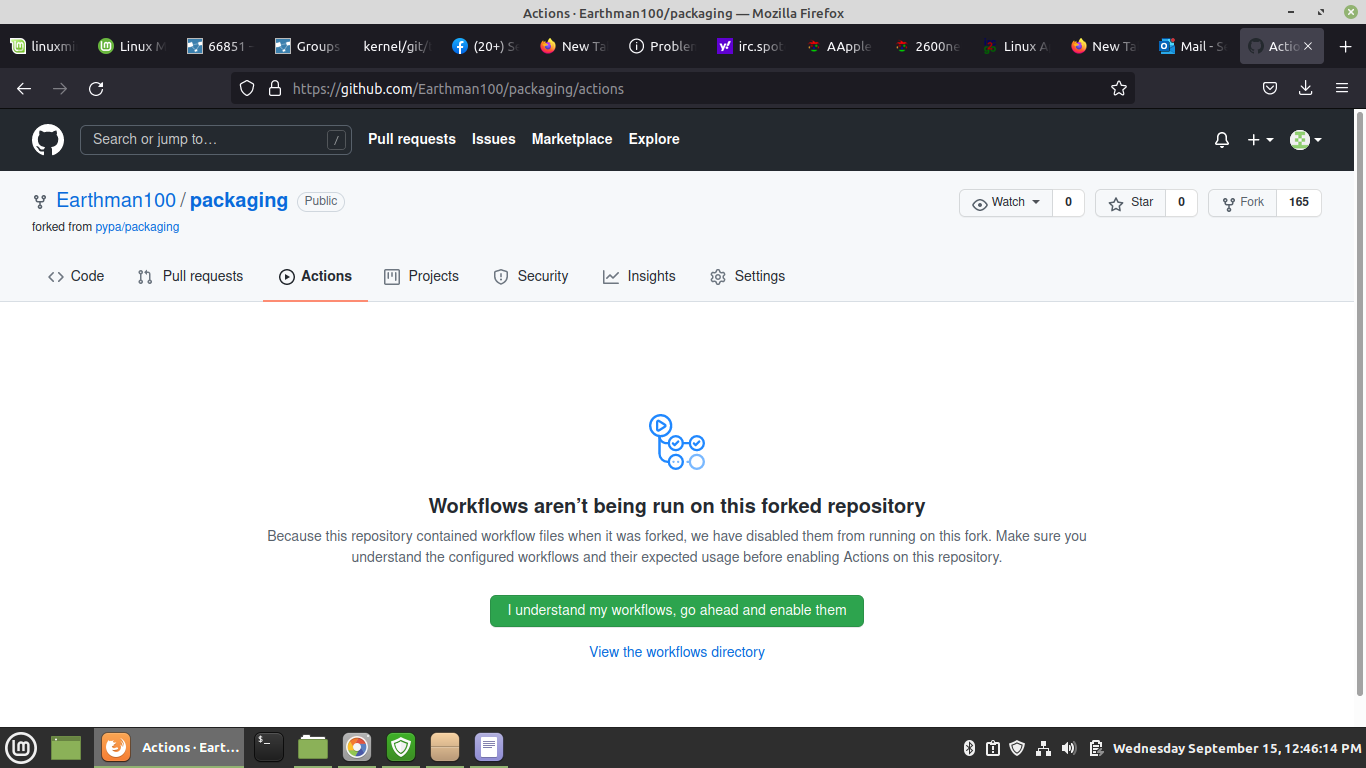 Actions · Earthman100/packaging — Mozilla Firefox
linuxmi
Linux M
66851 -
Groups
kernel/git/
(20+) Se
New Ta
Problem
irc.spot
AApple
2600ne
Linux A
New Ta
Mail - Se
Actio
https://github.com/Earthman100/packaging/actions
Search or jump to…
/
Pull requests
Issues
Marketplace
Explore
Earthman100 / packaging
Public
Watch
0
Star
0
Fork
165
forked from pypa/packaging
Code
Pull requests
Actions
Projects
Security
Insights
Settings
Workflows aren’t being run on this forked repository
Because this repository contained workflow files when it was forked, we have disabled them from running on this fork. Make sure you
understand the configured workflows and their expected usage before enabling Actions on this repository.
I understand my workflows, go ahead and enable them
View the workflows directory
Actions · Eart...
Wednesday September 15, 12:46:14 PM